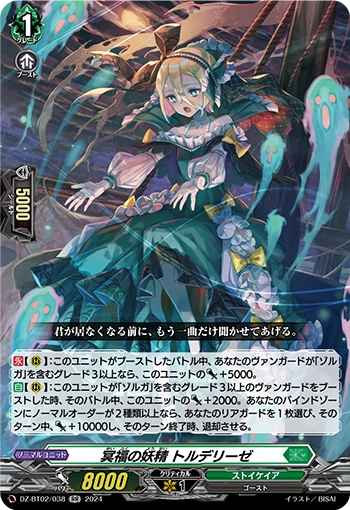 1
グレード
ブースト
シールド
5000
君が居なくなる前に、もう一曲だけ聞かせてあげる。
永【R】:このユニットがブーストしたバトル中、あなたのヴァンガードが「ゾルガ」を含むグレード3以上なら、このユニットの+5000。
自【R】:このユニットが「ゾルガ」を含むグレード3以上のヴァンガードをブーストした時、そのバトル中、このユニットの+2000。あなたのバインドゾーンにノーマルオーダーが2種類以上あるなら、あなたのリアガードを1枚選び、そのターン中、+10000し、そのターン終了時、退却させる。
ノーマルユニット
冥福の妖精 トルデリーゼ
ストイケイア
パワー
8000
クリティカル
1
ゴースト
DZ-BT02/038 RR 2024
イラスト/BISAI